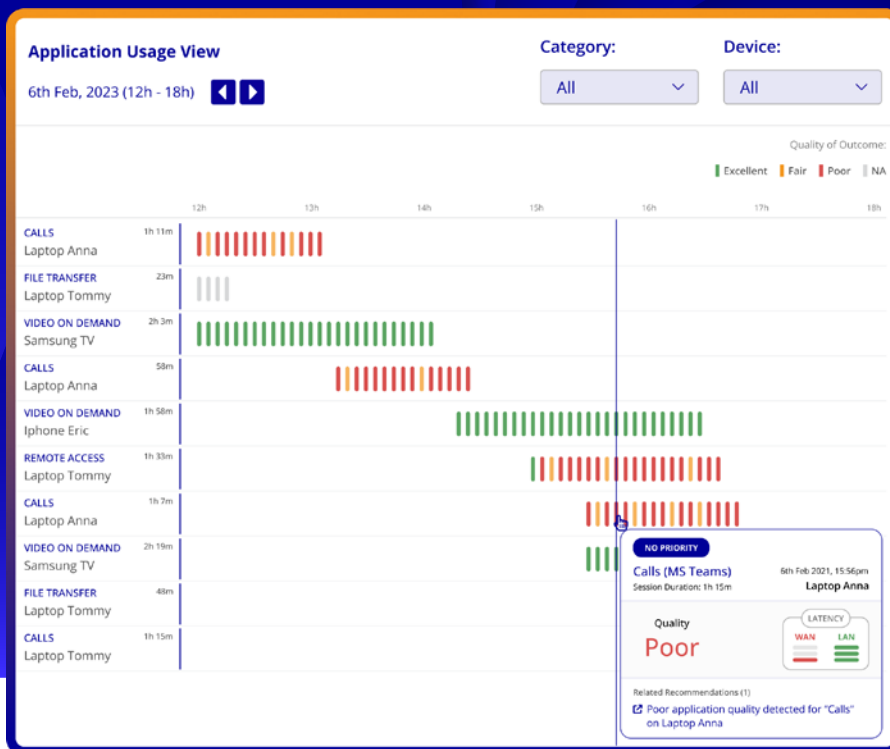 Application Usage View
Category:
Device:
6th Feb, 2023 (12h - 18h)
All
All
Quality of Outcome:
Excellent Fair Poor NA
12h 13h 14h 15h 16h 17h 18h
CALLS 1h 11m
Laptop Anna
FILE TRANSFER 23m
Laptop Tommy
VIDEO ON DEMAND 2h 3m
Samsung TV
CALLS 58m
Laptop Anna
VIDEO ON DEMAND 1h 58m
Iphone Eric
REMOTE ACCESS 1h 33m
Laptop Tommy
CALLS 1h 7m
Laptop Anna
VIDEO ON DEMAND 2h 19m
Samsung TV
FILE TRANSFER 48m
Laptop Tommy
CALLS 1h 15m
Laptop Tommy
NO PRIORITY
Calls (MS Teams) 6th Feb 2021, 15:56pm
Session Duration: 1h 15m Laptop Anna
Quality
Poor
LATENCY
WAN LAN
Related Recommendations (1)
Poor application quality detected for "Calls"
on Laptop Anna